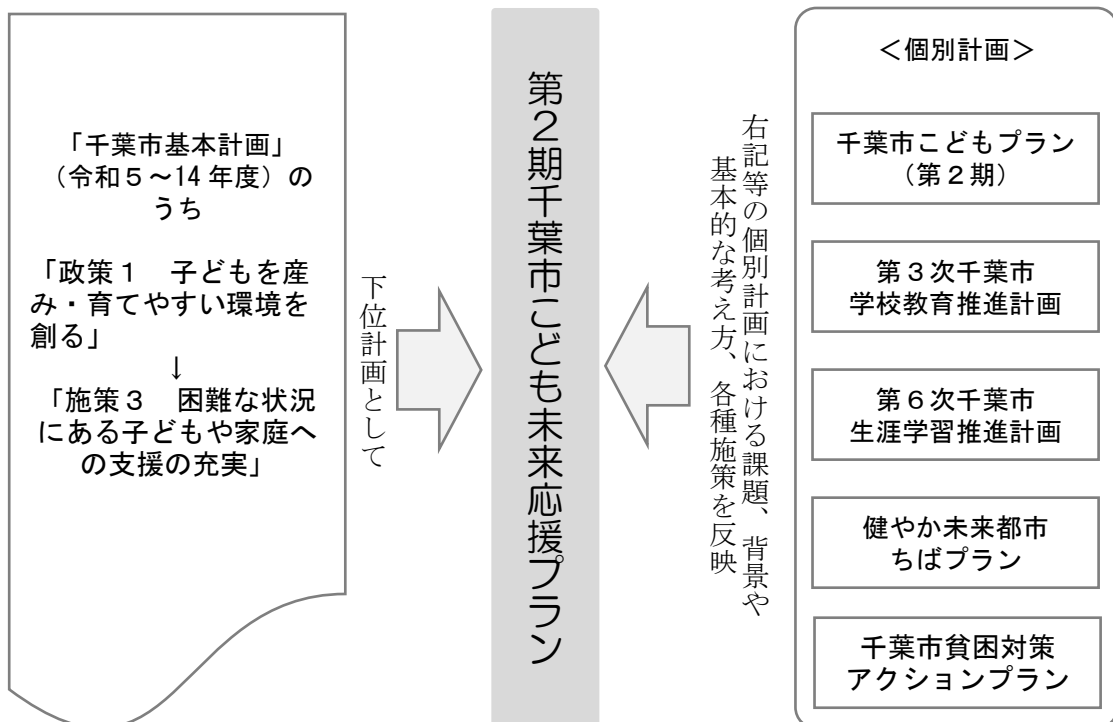 「千葉市基本計画」
（令和５～14 年度）の
うち
「政策１　子どもを産
み・育てやすい環境を
創る」
↓
「施策３　困難な状況
にある子どもや家庭へ
の支援の充実」
下位計画として
第２期千葉市こども未来応援プラン
右記等の個別計画における課題、背景や
基本的な考え方、各種施策を反映
＜個別計画＞
千葉市こどもプラン
（第２期）
第３次千葉市
学校教育推進計画
第６次千葉市
生涯学習推進計画
健やか未来都市
ちばプラン
千葉市貧困対策
アクションプラン